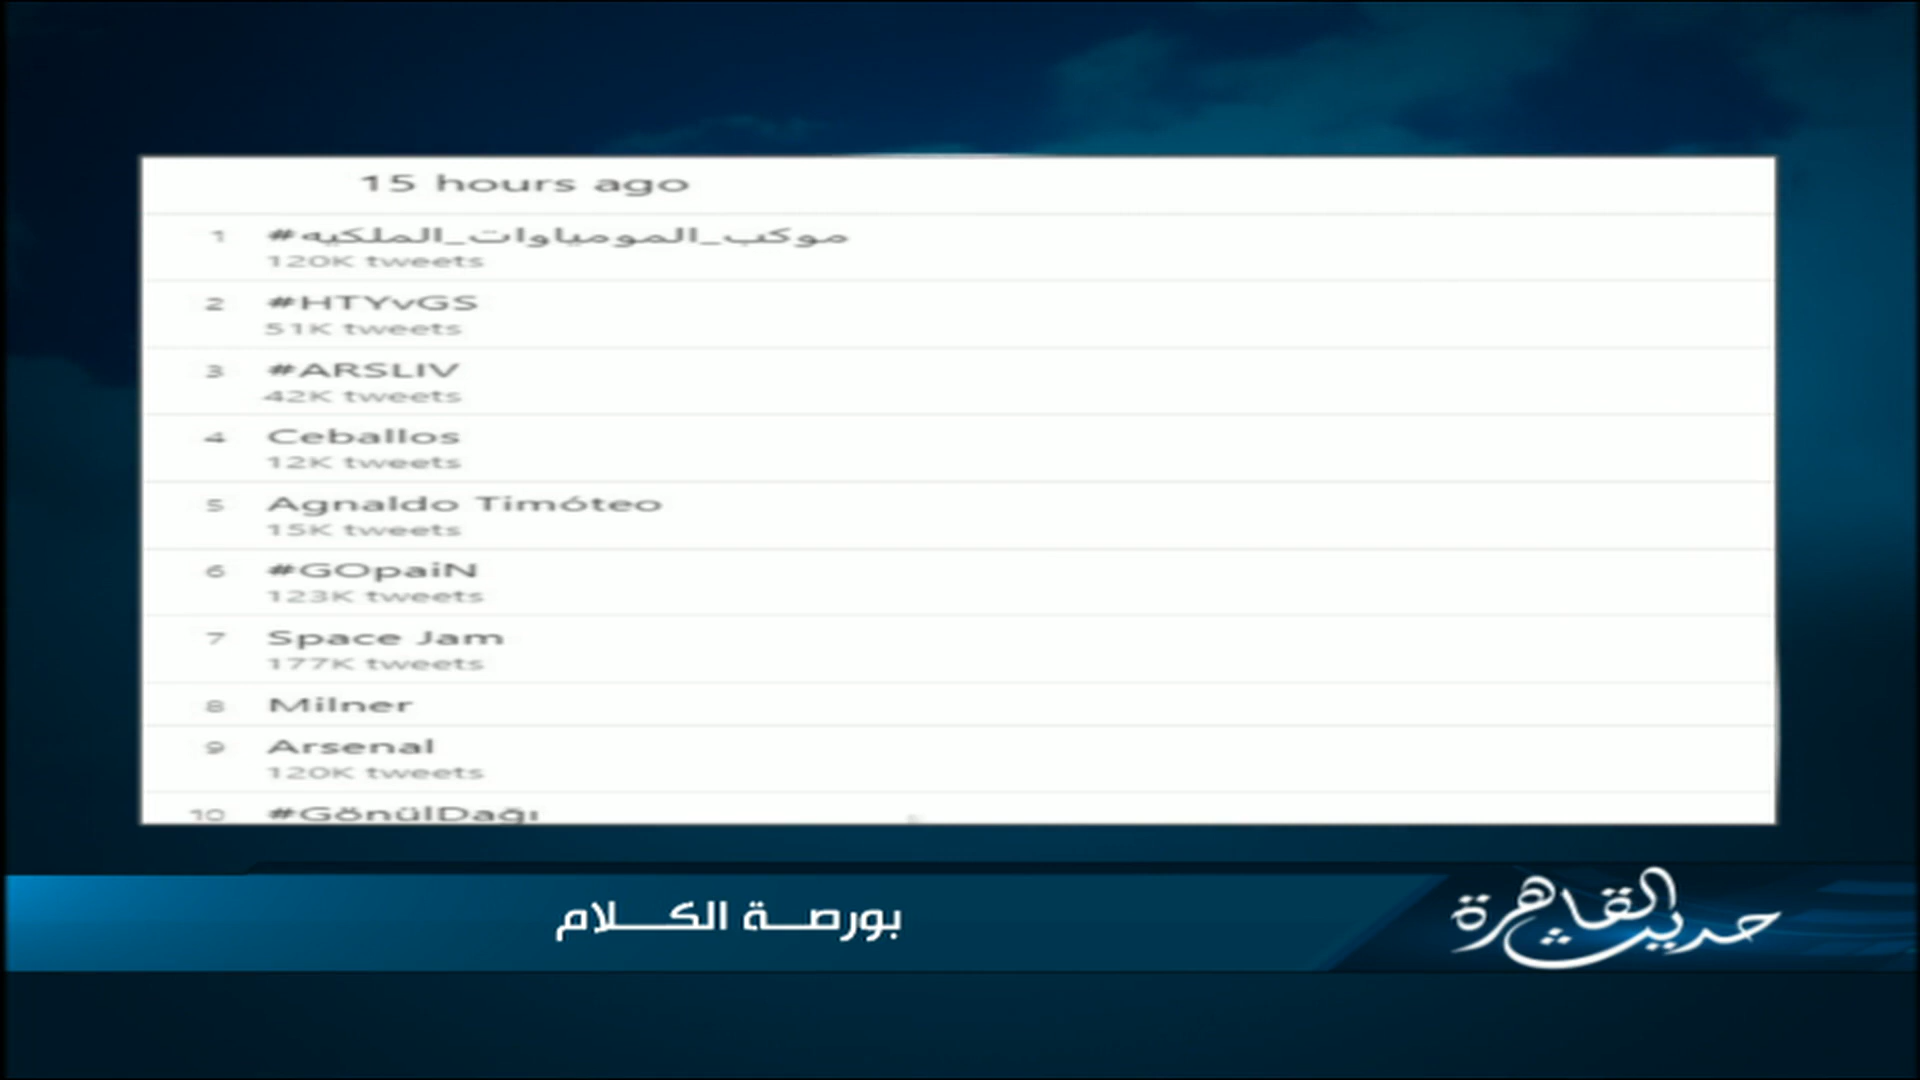 15 hours ago
1 #موكب_المومياوات_الملكيه
120K tweets
2 #HTYvGS
51K tweets
3 #ARSLIV
42K tweets
4 Ceballos
12K tweets
5 Agnaldo Timóteo
15K tweets
6 #GOpaiN
123K tweets
7 Space Jam
177K tweets
8 Milner
9 Arsenal
120K tweets
10 #GönülDağı
بورصة الكلام
حديث القاهرة